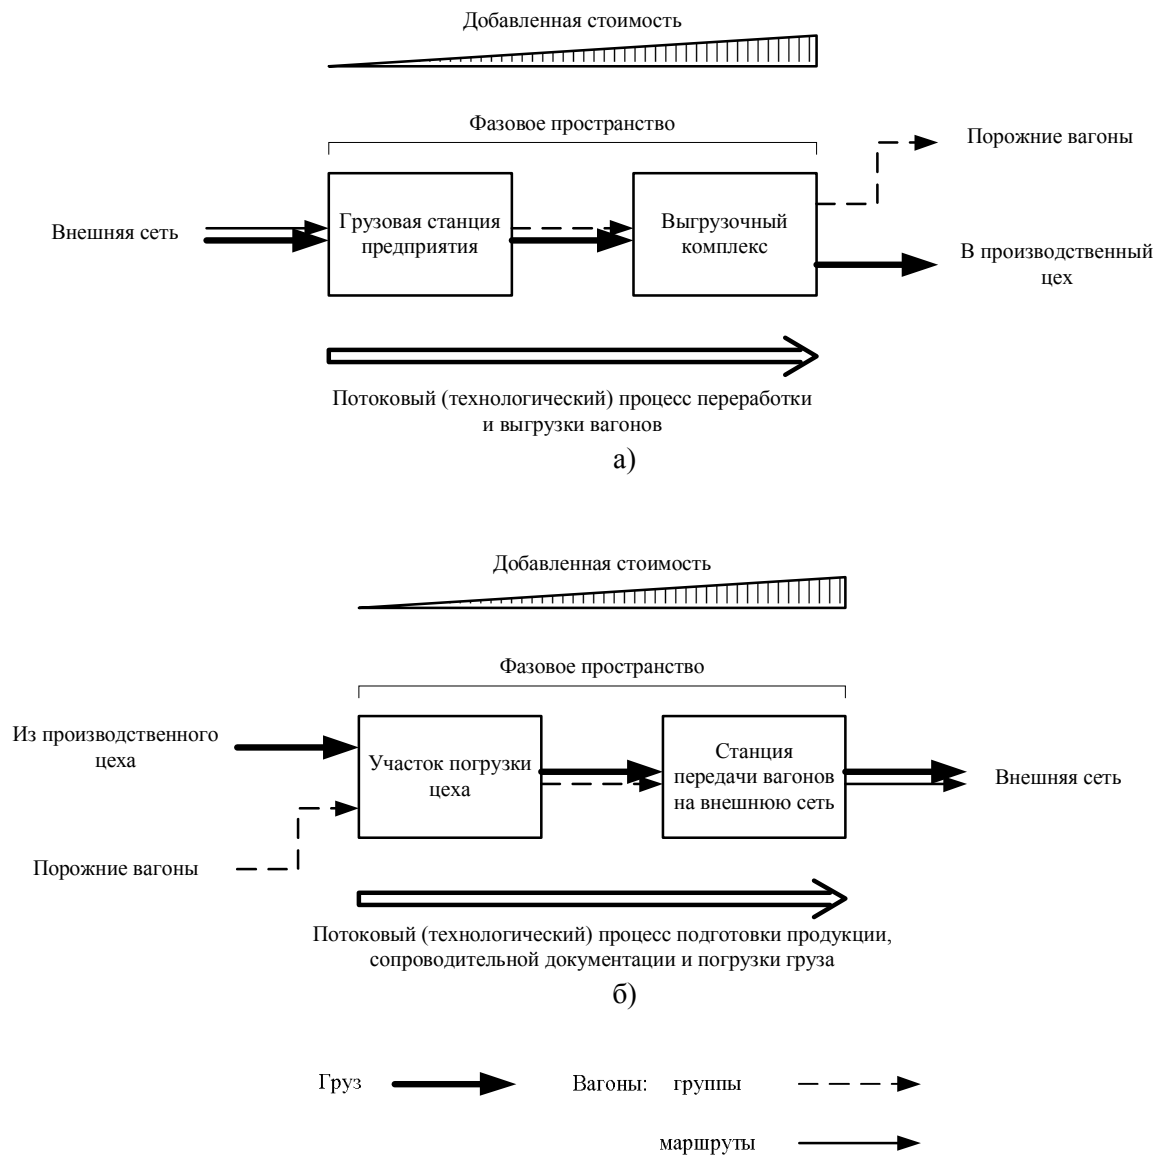 Добавленная стоимость
Фазовое пространство
Порожние вагоны
Внешняя сеть
Грузовая станция
предприятия
Выгрузочный
комплекс
В производственный
цех
Потоковый (технологический) процесс переработки
и выгрузки вагонов
а)
Добавленная стоимость
Фазовое пространство
Из производственного
цеха
Участок погрузки
цеха
Станция
передачи вагонов
на внешнюю сеть
Внешняя сеть
Порожние вагоны
Потоковый (технологический) процесс подготовки продукции,
сопроводительной документации и погрузки груза
б)
Груз
Вагоны: группы
маршруты